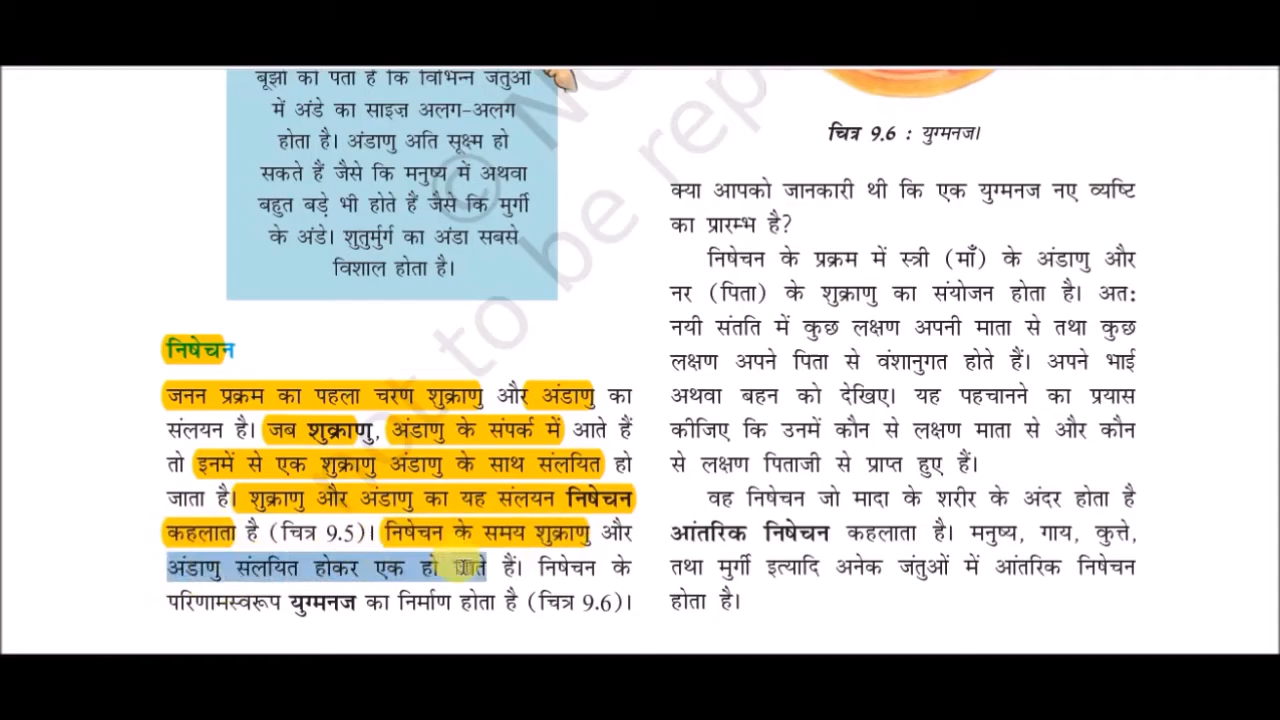 बूझो को पता है कि विभिन्न जंतुओं
में अंडे का साइज़ अलग-अलग
होता है। अंडाणु अति सूक्ष्म हो
सकते हैं जैसे कि मनुष्य में अथवा
बहुत बड़े भी होते हैं जैसे कि मुर्गी
के अंडे। शुतुर्मुर्ग का अंडा सबसे
विशाल होता है।
निषेचन
जनन प्रक्रम का पहला चरण शुक्राणु और अंडाणु का
संलयन है। जब शुक्राणु, अंडाणु के संपर्क में आते हैं
तो इनमें से एक शुक्राणु अंडाणु के साथ संलयित हो
जाता है। शुक्राणु और अंडाणु का यह संलयन निषेचन
कहलाता है (चित्र 9.5)। निषेचन के समय शुक्राणु और
अंडाणु संलयित होकर एक हो जाते हैं। निषेचन के
परिणामस्वरूप युग्मनज का निर्माण होता है (चित्र 9.6)।
चित्र 9.6 : युग्मनज।
क्या आपको जानकारी थी कि एक युग्मनज नए व्यष्टि
का प्रारम्भ है?
निषेचन के प्रक्रम में स्त्री (माँ) के अंडाणु और
नर (पिता) के शुक्राणु का संयोजन होता है। अत:
नयी संतति में कुछ लक्षण अपनी माता से तथा कुछ
लक्षण अपने पिता से वंशानुगत होते हैं। अपने भाई
अथवा बहन को देखिए। यह पहचानने का प्रयास
कीजिए कि उनमें कौन से लक्षण माता से और कौन
से लक्षण पिताजी से प्राप्त हुए हैं।
वह निषेचन जो मादा के शरीर के अंदर होता है
आंतरिक निषेचन कहलाता है। मनुष्य, गाय, कुत्ते,
तथा मुर्गी इत्यादि अनेक जंतुओं में आंतरिक निषेचन
होता है।
© No
not to be rep